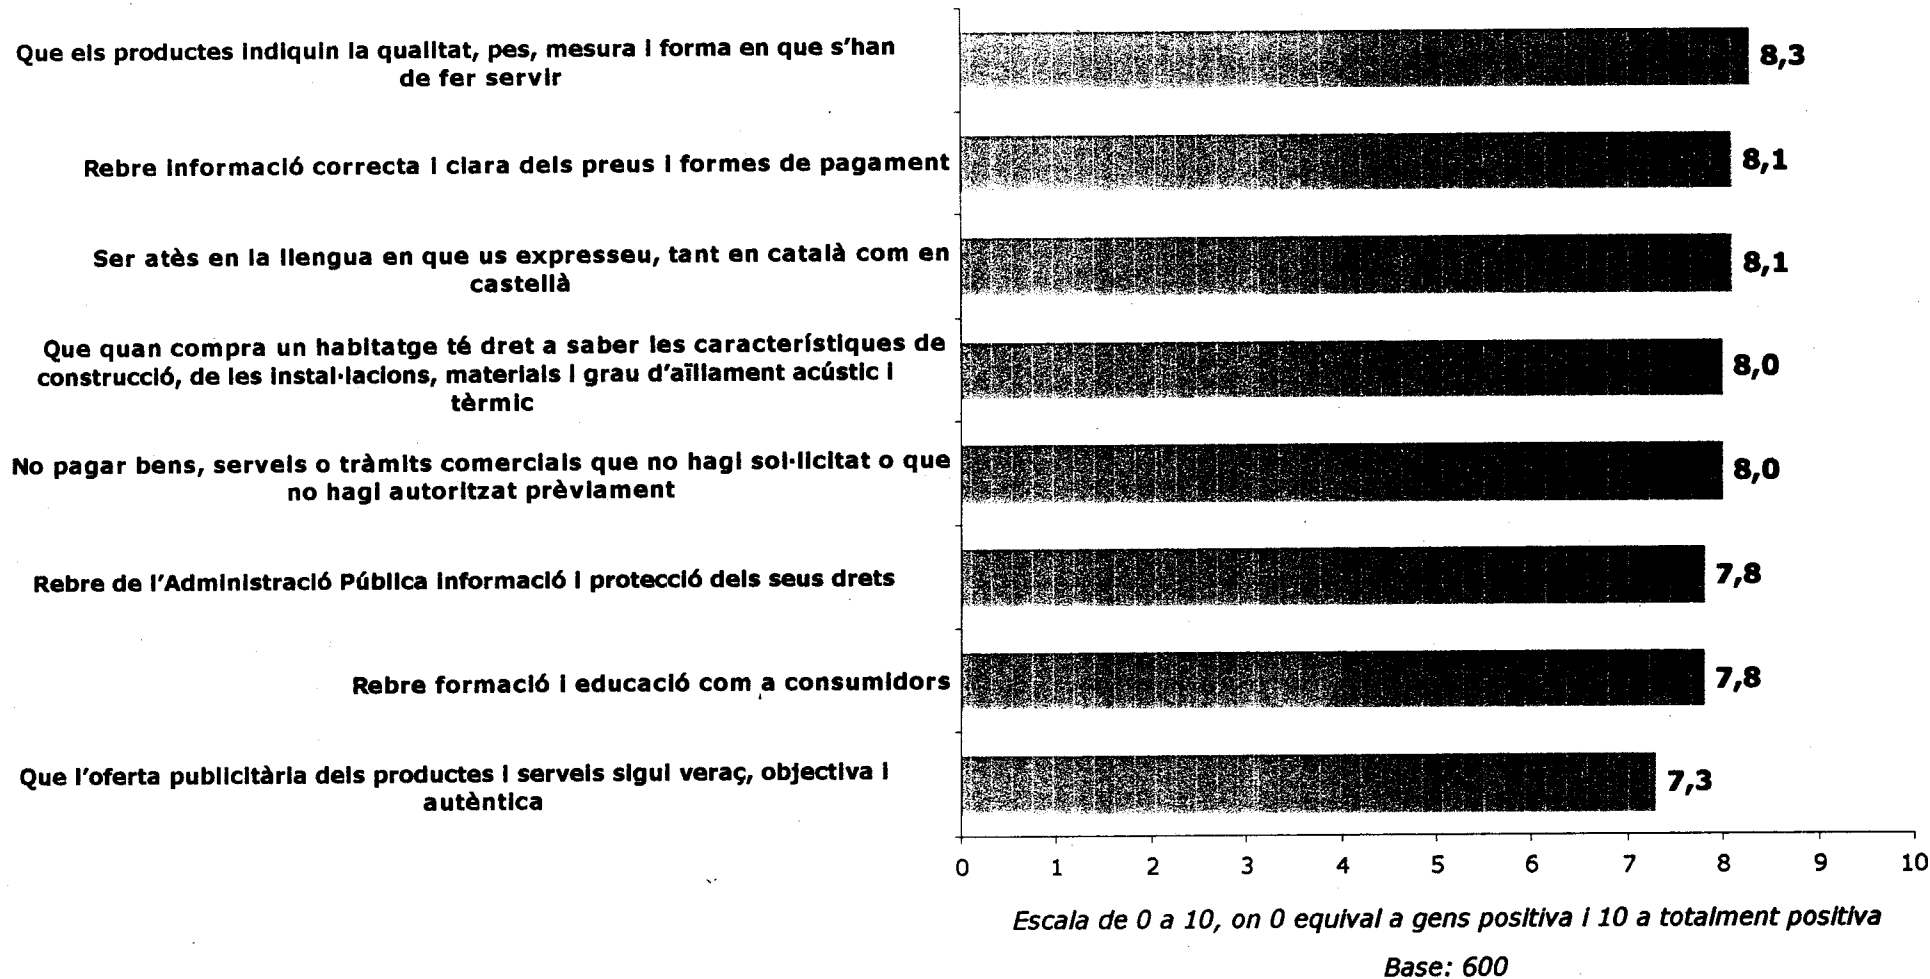 Que els productes indiquin la qualitat, pes, mesura i forma en que s'han
de fer servir
8,3
Rebre informació correcta i clara dels preus i formes de pagament
8,1
Ser atès en la llengua en que us expresseu, tant en català com en
castellà
8,1
Que quan compra un habitatge té dret a saber les característiques de
construcció, de les instal·lacions, materials i grau d'aïllament acústic i
tèrmic
8,0
No pagar bens, serveis o tràmits comercials que no hagi sol·licitat o que
no hagi autoritzat prèviament
8,0
Rebre de l'Administració Pública informació i protecció dels seus drets
7,8
Rebre formació i educació com a consumidors
7,8
Que l'oferta publicitària dels productes i serveis sigui veraç, objectiva i
autèntica
7,3
0 1 2 3 4 5 6 7 8 9 10
Escala de 0 a 10, on 0 equival a gens positiva i 10 a totalment positiva
Base: 600